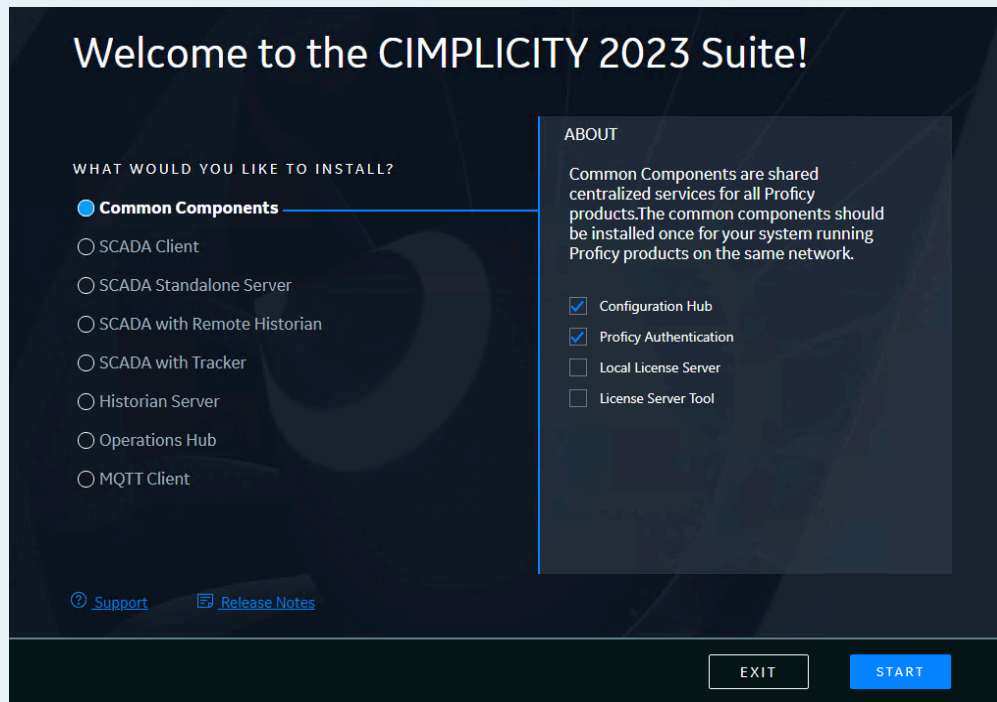 Welcome to the CIMPLICITY 2023 Suite!
WHAT WOULD YOU LIKE TO INSTALL?
Common Components
SCADA Client
SCADA Standalone Server
SCADA with Remote Historian
SCADA with Tracker
Historian Server
Operations Hub
MQTT Client
ABOUT
Common Components are shared
centralized services for all Proficy
products.The common components should
be installed once for your system running
Proficy products on the same network.
Configuration Hub
Proficy Authentication
Local License Server
License Server Tool
Support
Release Notes
EXIT
START